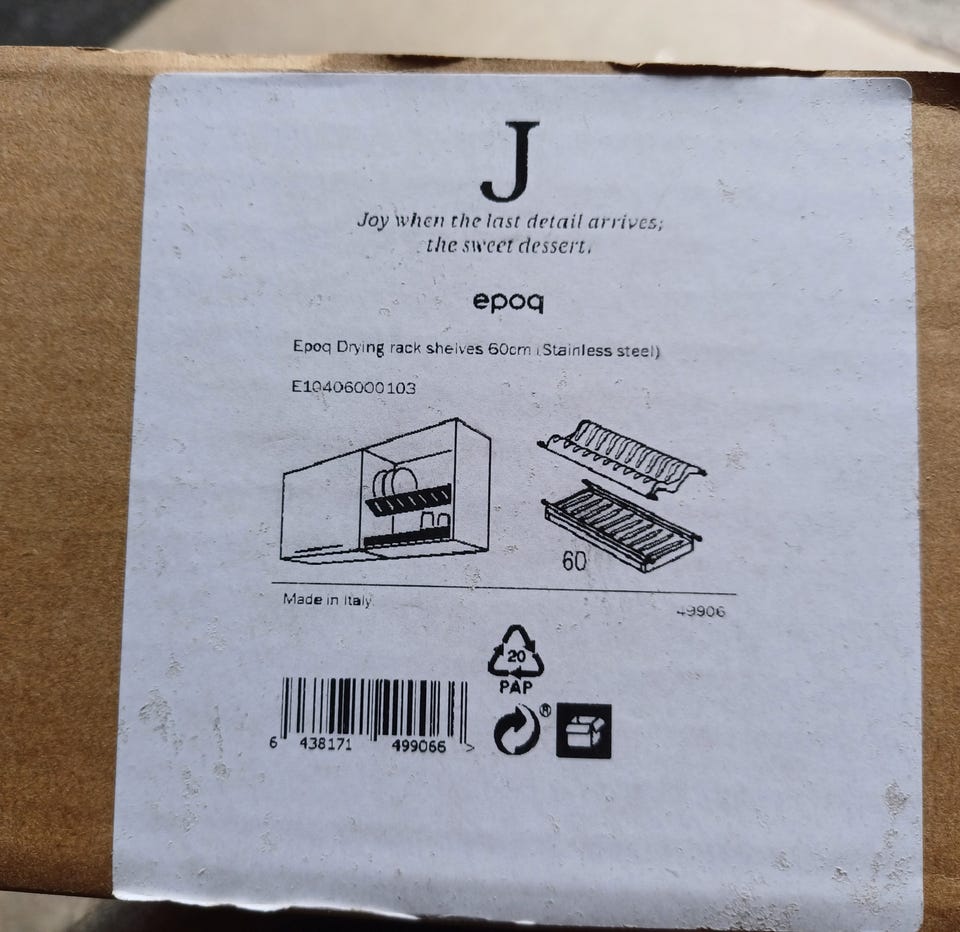 J
Joy when the last detail arrives;
the sweet dessert.
epoq
Epoq Drying rack shelves 60cm (Stainless steel)
E10406000103
60
Made in Italy
49906
20
PAP
®
6 438171 499066 >